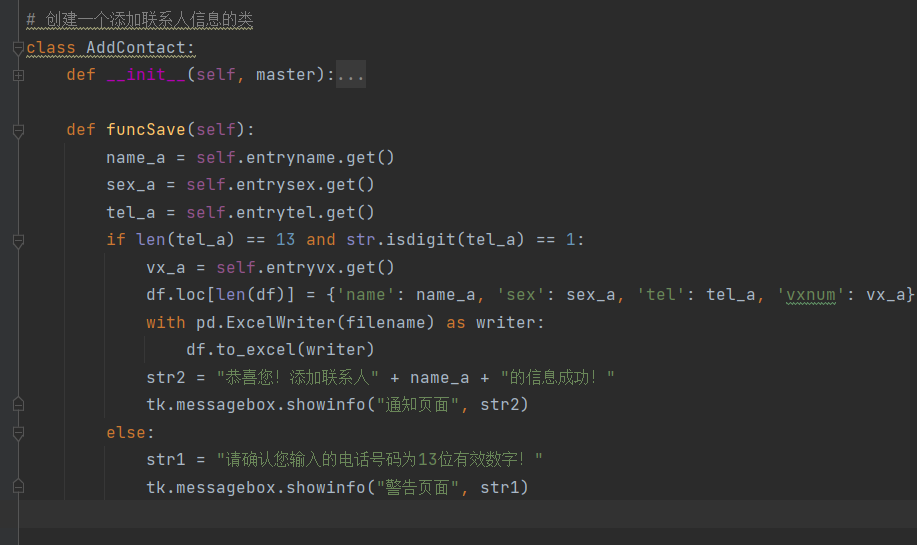 # 创建一个添加联系人信息的类
class AddContact:
    def __init__(self, master):...
    def funcSave(self):
        name_a = self.entryname.get()
        sex_a = self.entrysex.get()
        tel_a = self.entrytel.get()
        if len(tel_a) == 13 and str.isdigit(tel_a) == 1:
            vx_a = self.entryvx.get()
            df.loc[len(df)] = {'name': name_a, 'sex': sex_a, 'tel': tel_a, 'vxnum': vx_a}
            with pd.ExcelWriter(filename) as writer:
                df.to_excel(writer)
            str2 = "恭喜您! 添加联系人" + name_a + "的信息成功! "
            tk.messagebox.showinfo("通知页面", str2)
        else:
            str1 = "请确认您输入的电话号码为13位有效数字! "
            tk.messagebox.showinfo("警告页面", str1)